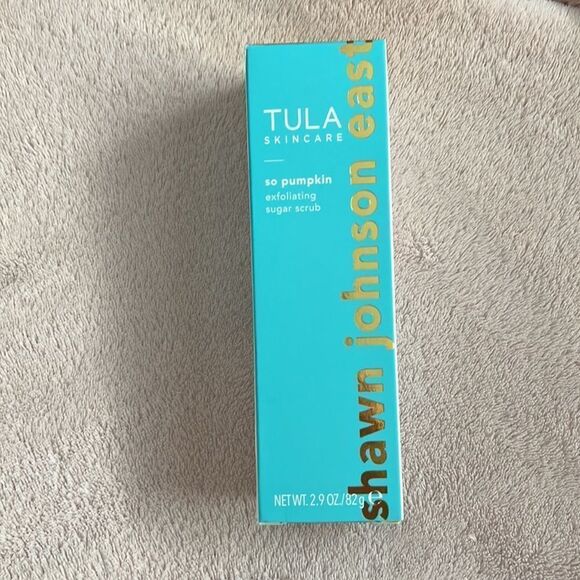 TULA
SKINCARE
so pumpkin
exfoliating
sugar scrub
NET WT. 2.9 OZ./82g ℮
shawn johnson east